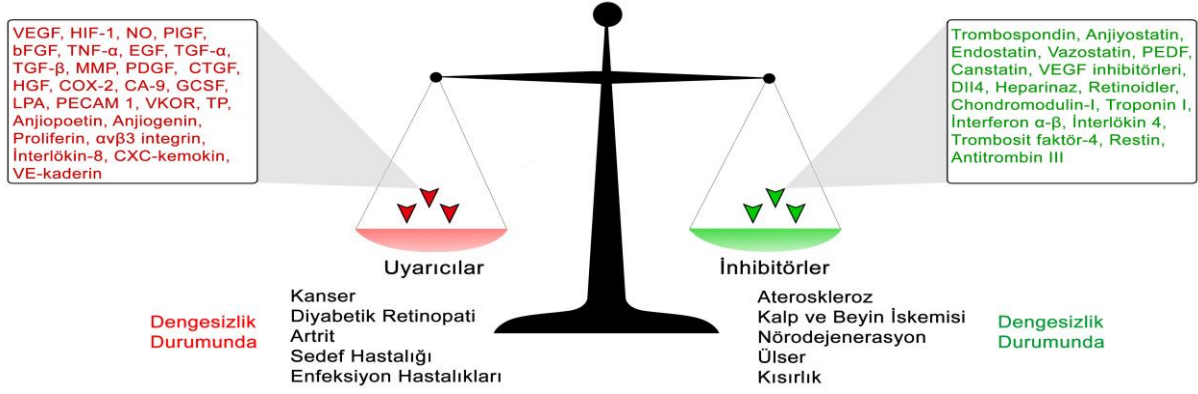 VEGF, HIF-1, NO, PlGF,
bFGF, TNF-α, EGF, TGF-α,
TGF-β, MMP, PDGF, CTGF,
HGF, COX-2, CA-9, GCSF,
LPA, PECAM 1, VKOR, TP,
Anjiopoetin, Anjiogenin,
Proliferin, αvβ3 integrin,
İnterlökin-8, CXC-kemokin,
VE-kaderin
Trombospondin, Anjiyostatin,
Endostatin, Vazostatin, PEDF,
Canstatin, VEGF inhibitörleri,
Dll4, Heparinaz, Retinoidler,
Chondromodulin-I, Troponin I,
İnterferon α-β, İnterlökin 4,
Trombosit faktör-4, Restin,
Antitrombin III
Uyarıcılar
İnhibitörler
Dengesizlik
Durumunda
Kanser
Diyabetik Retinopati
Artrit
Sedef Hastalığı
Enfeksiyon Hastalıkları
Ateroskleroz
Kalp ve Beyin İskemisi
Nörodejenerasyon
Ülser
Kısırlık
Dengesizlik
Durumunda